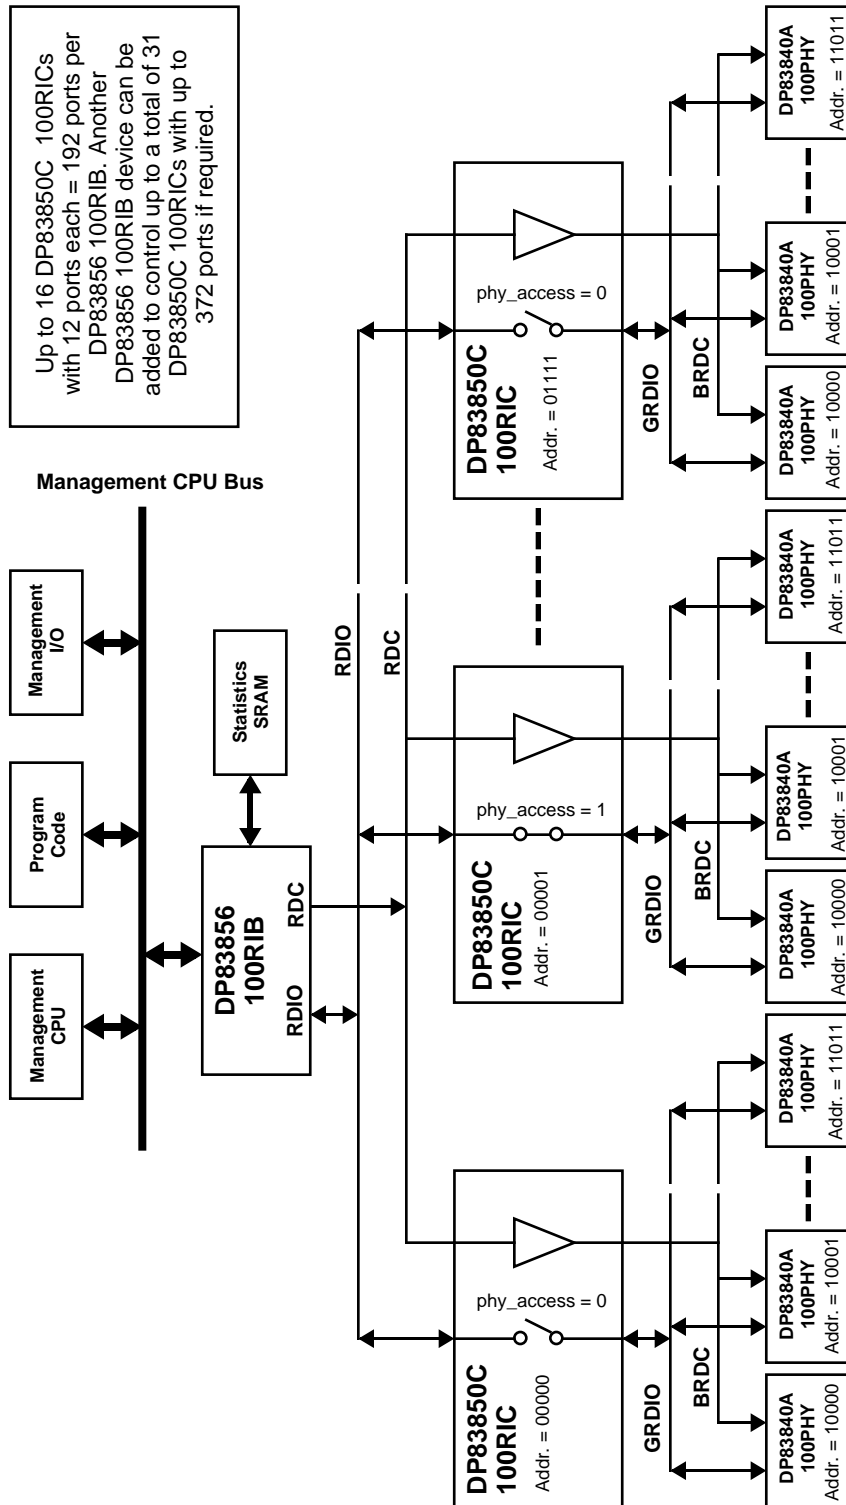 Up to 16 DP83850C 100RICs
with 12 ports each = 192 ports per
DP83856 100RIB. Another
DP83856 100RIB device can be
added to control up to a total of 31
DP83850C 100RICs with up to
372 ports if required.
Management CPU Bus
Management
CPU
Program
Code
Management
I/O
DP83856
100RIB
RDIO
RDC
Statistics
SRAM
RDIO
RDC
DP83850C
100RIC
Addr. = 00000
phy_access = 0
DP83850C
100RIC
Addr. = 00001
phy_access = 1
DP83850C
100RIC
Addr. = 01111
phy_access = 0
GRDIO
BRDC
GRDIO
BRDC
GRDIO
BRDC
DP83840A
100PHY
Addr. = 10000
DP83840A
100PHY
Addr. = 10001
DP83840A
100PHY
Addr. = 11011
DP83840A
100PHY
Addr. = 10000
DP83840A
100PHY
Addr. = 10001
DP83840A
100PHY
Addr. = 11011
DP83840A
100PHY
Addr. = 10000
DP83840A
100PHY
Addr. = 10001
DP83840A
100PHY
Addr. = 11011